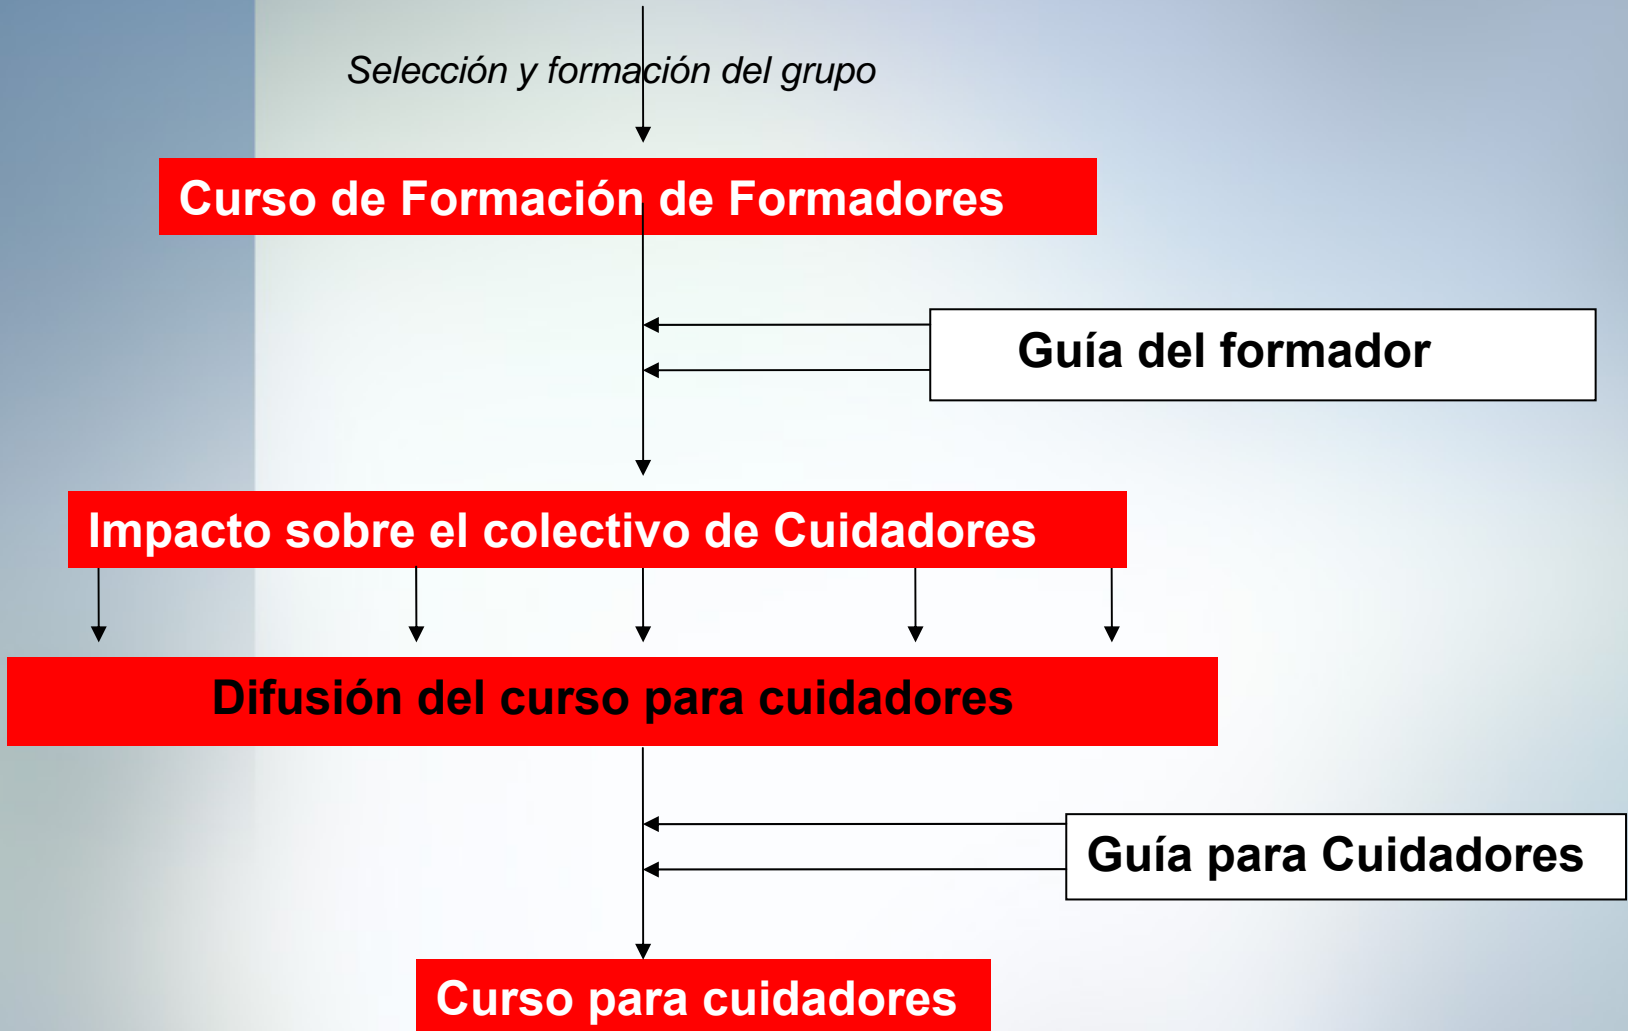 Selección y formación del grupo
Curso de Formación de Formadores
Guía del formador
Impacto sobre el colectivo de Cuidadores
Difusión del curso para cuidadores
Guía para Cuidadores
Curso para cuidadores